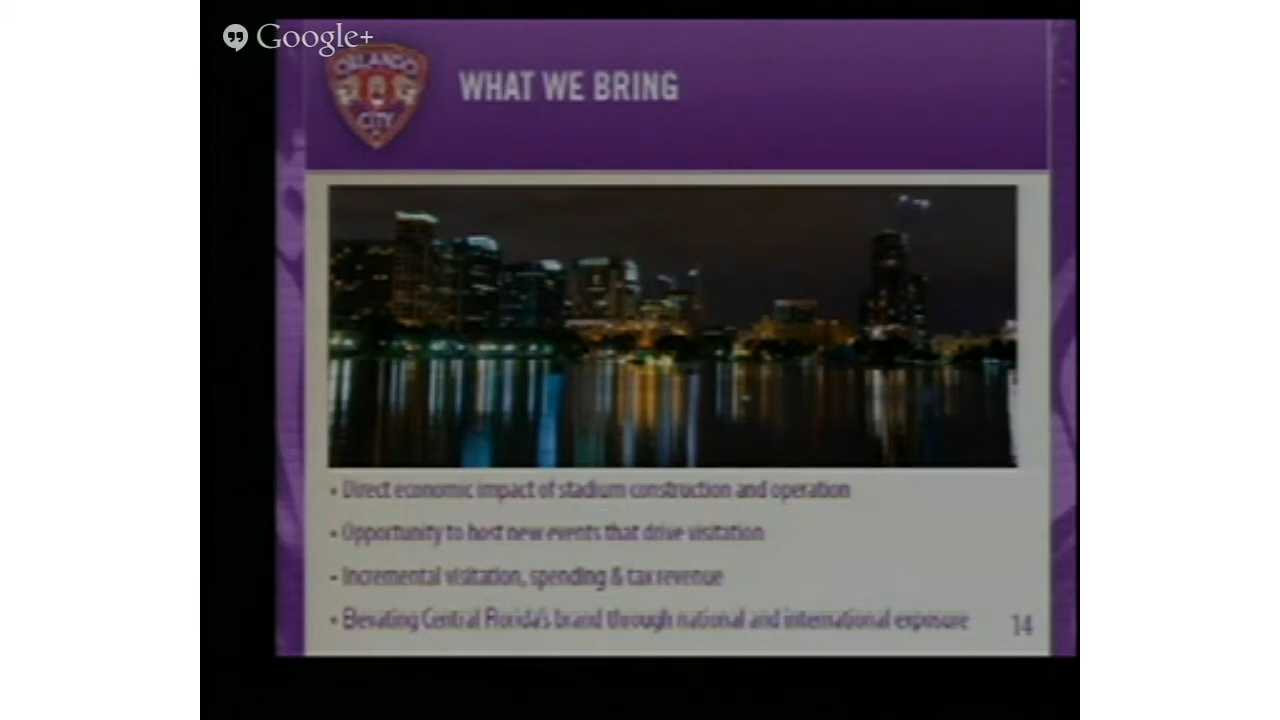 Google+
ORLANDO
CITY
WHAT WE BRING
• Direct economic impact of stadium construction and operation
• Opportunity to host new events that drive visitation
• Incremental visitation, spending & tax revenue
• Elevating Central Florida's brand through national and international exposure
14